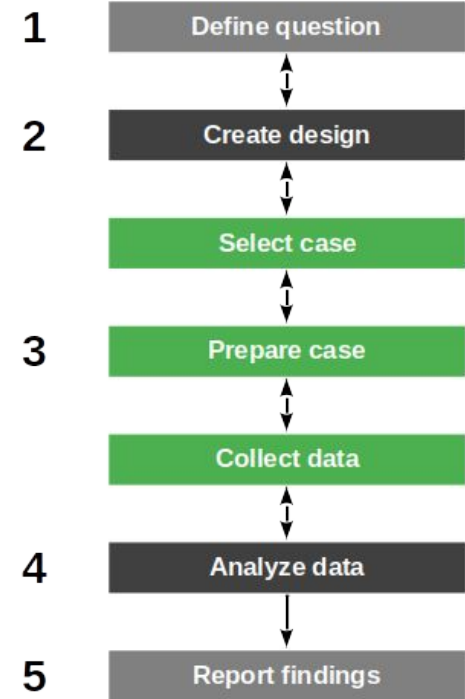 1 Define question
2 Create design
Select case
3 Prepare case
Collect data
4 Analyze data
5 Report findings